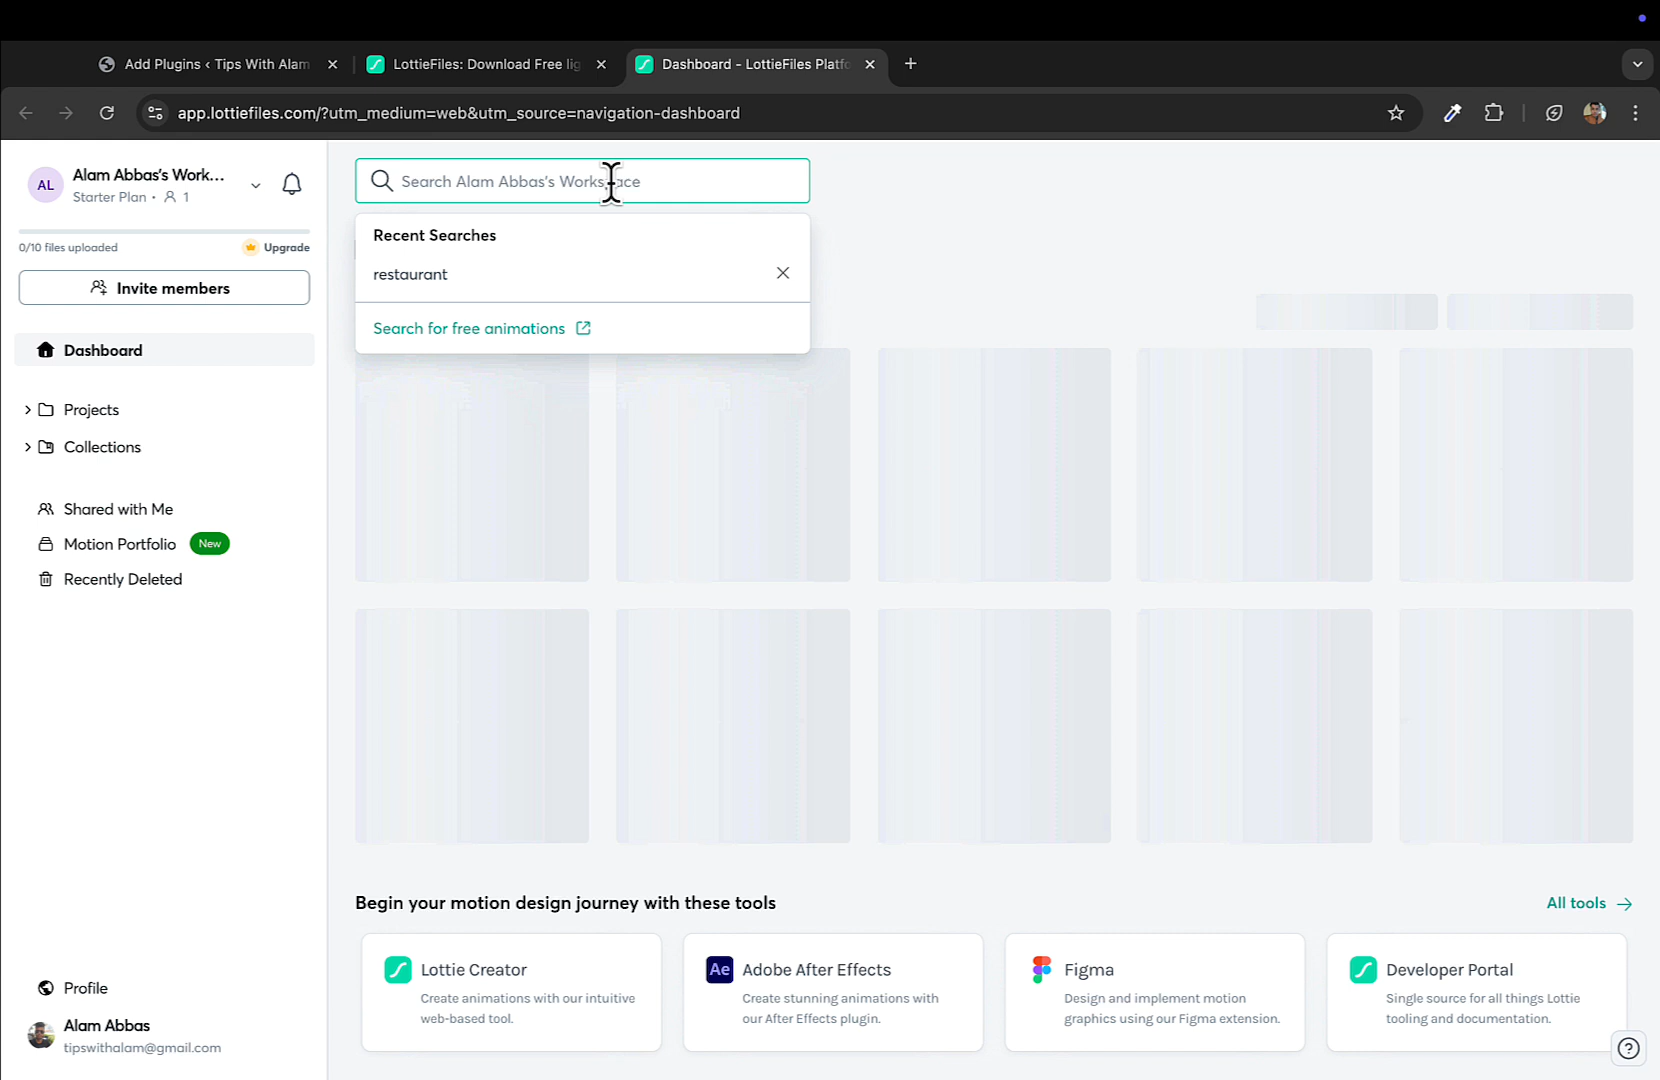 Add Plugins ‹ Tips With Alam
LottieFiles: Download Free lig
Dashboard - LottieFiles Platfo
app.lottiefiles.com/?utm_medium=web&utm_source=navigation-dashboard
AL
Alam Abbas's Work...
Starter Plan • 1
0/10 files uploaded
Upgrade
Invite members
Dashboard
Projects
Collections
Shared with Me
Motion Portfolio New
Recently Deleted
Profile
Alam Abbas
tipswithalam@gmail.com
Search Alam Abbas's Workspace
Recent Searches
restaurant
Search for free animations
Begin your motion design journey with these tools
All tools
Lottie Creator
Create animations with our intuitive
web-based tool.
Ae Adobe After Effects
Create stunning animations with
our After Effects plugin.
Figma
Design and implement motion
graphics using our Figma extension.
Developer Portal
Single source for all things Lottie
tooling and documentation.